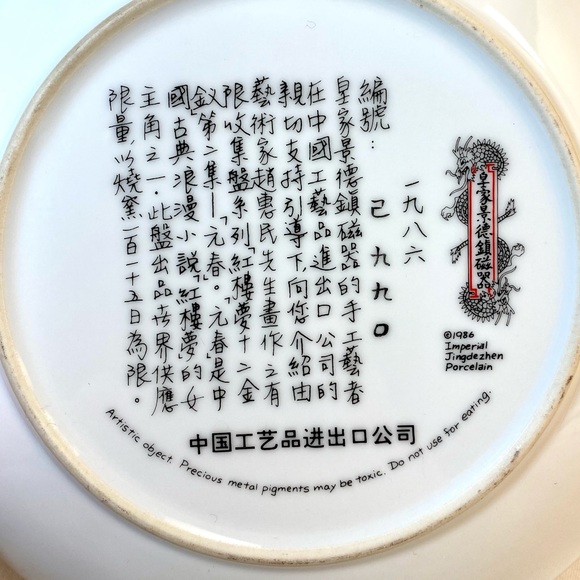 皇家景德鎮磁器品
©1986
Imperial
Jingdezhen
Porcelain
一九八六
編號： 己九九〇
皇家景德鎮磁器的手工藝者
在中國工藝品進出口公司的
親切支持引導下，向您介紹由
藝術家趙惠民先生畫作之有
限收集盤系列「紅樓夢十二金
釵」第二集—「元春」。「元春」是中
國古典浪漫小說「紅樓夢」的女
主角之一·此盤出品世界供應
限量，以燒窯一百一十五日為限。
中国工艺品进出口公司
Artistic object. Precious metal pigments may be toxic. Do not use for eating.